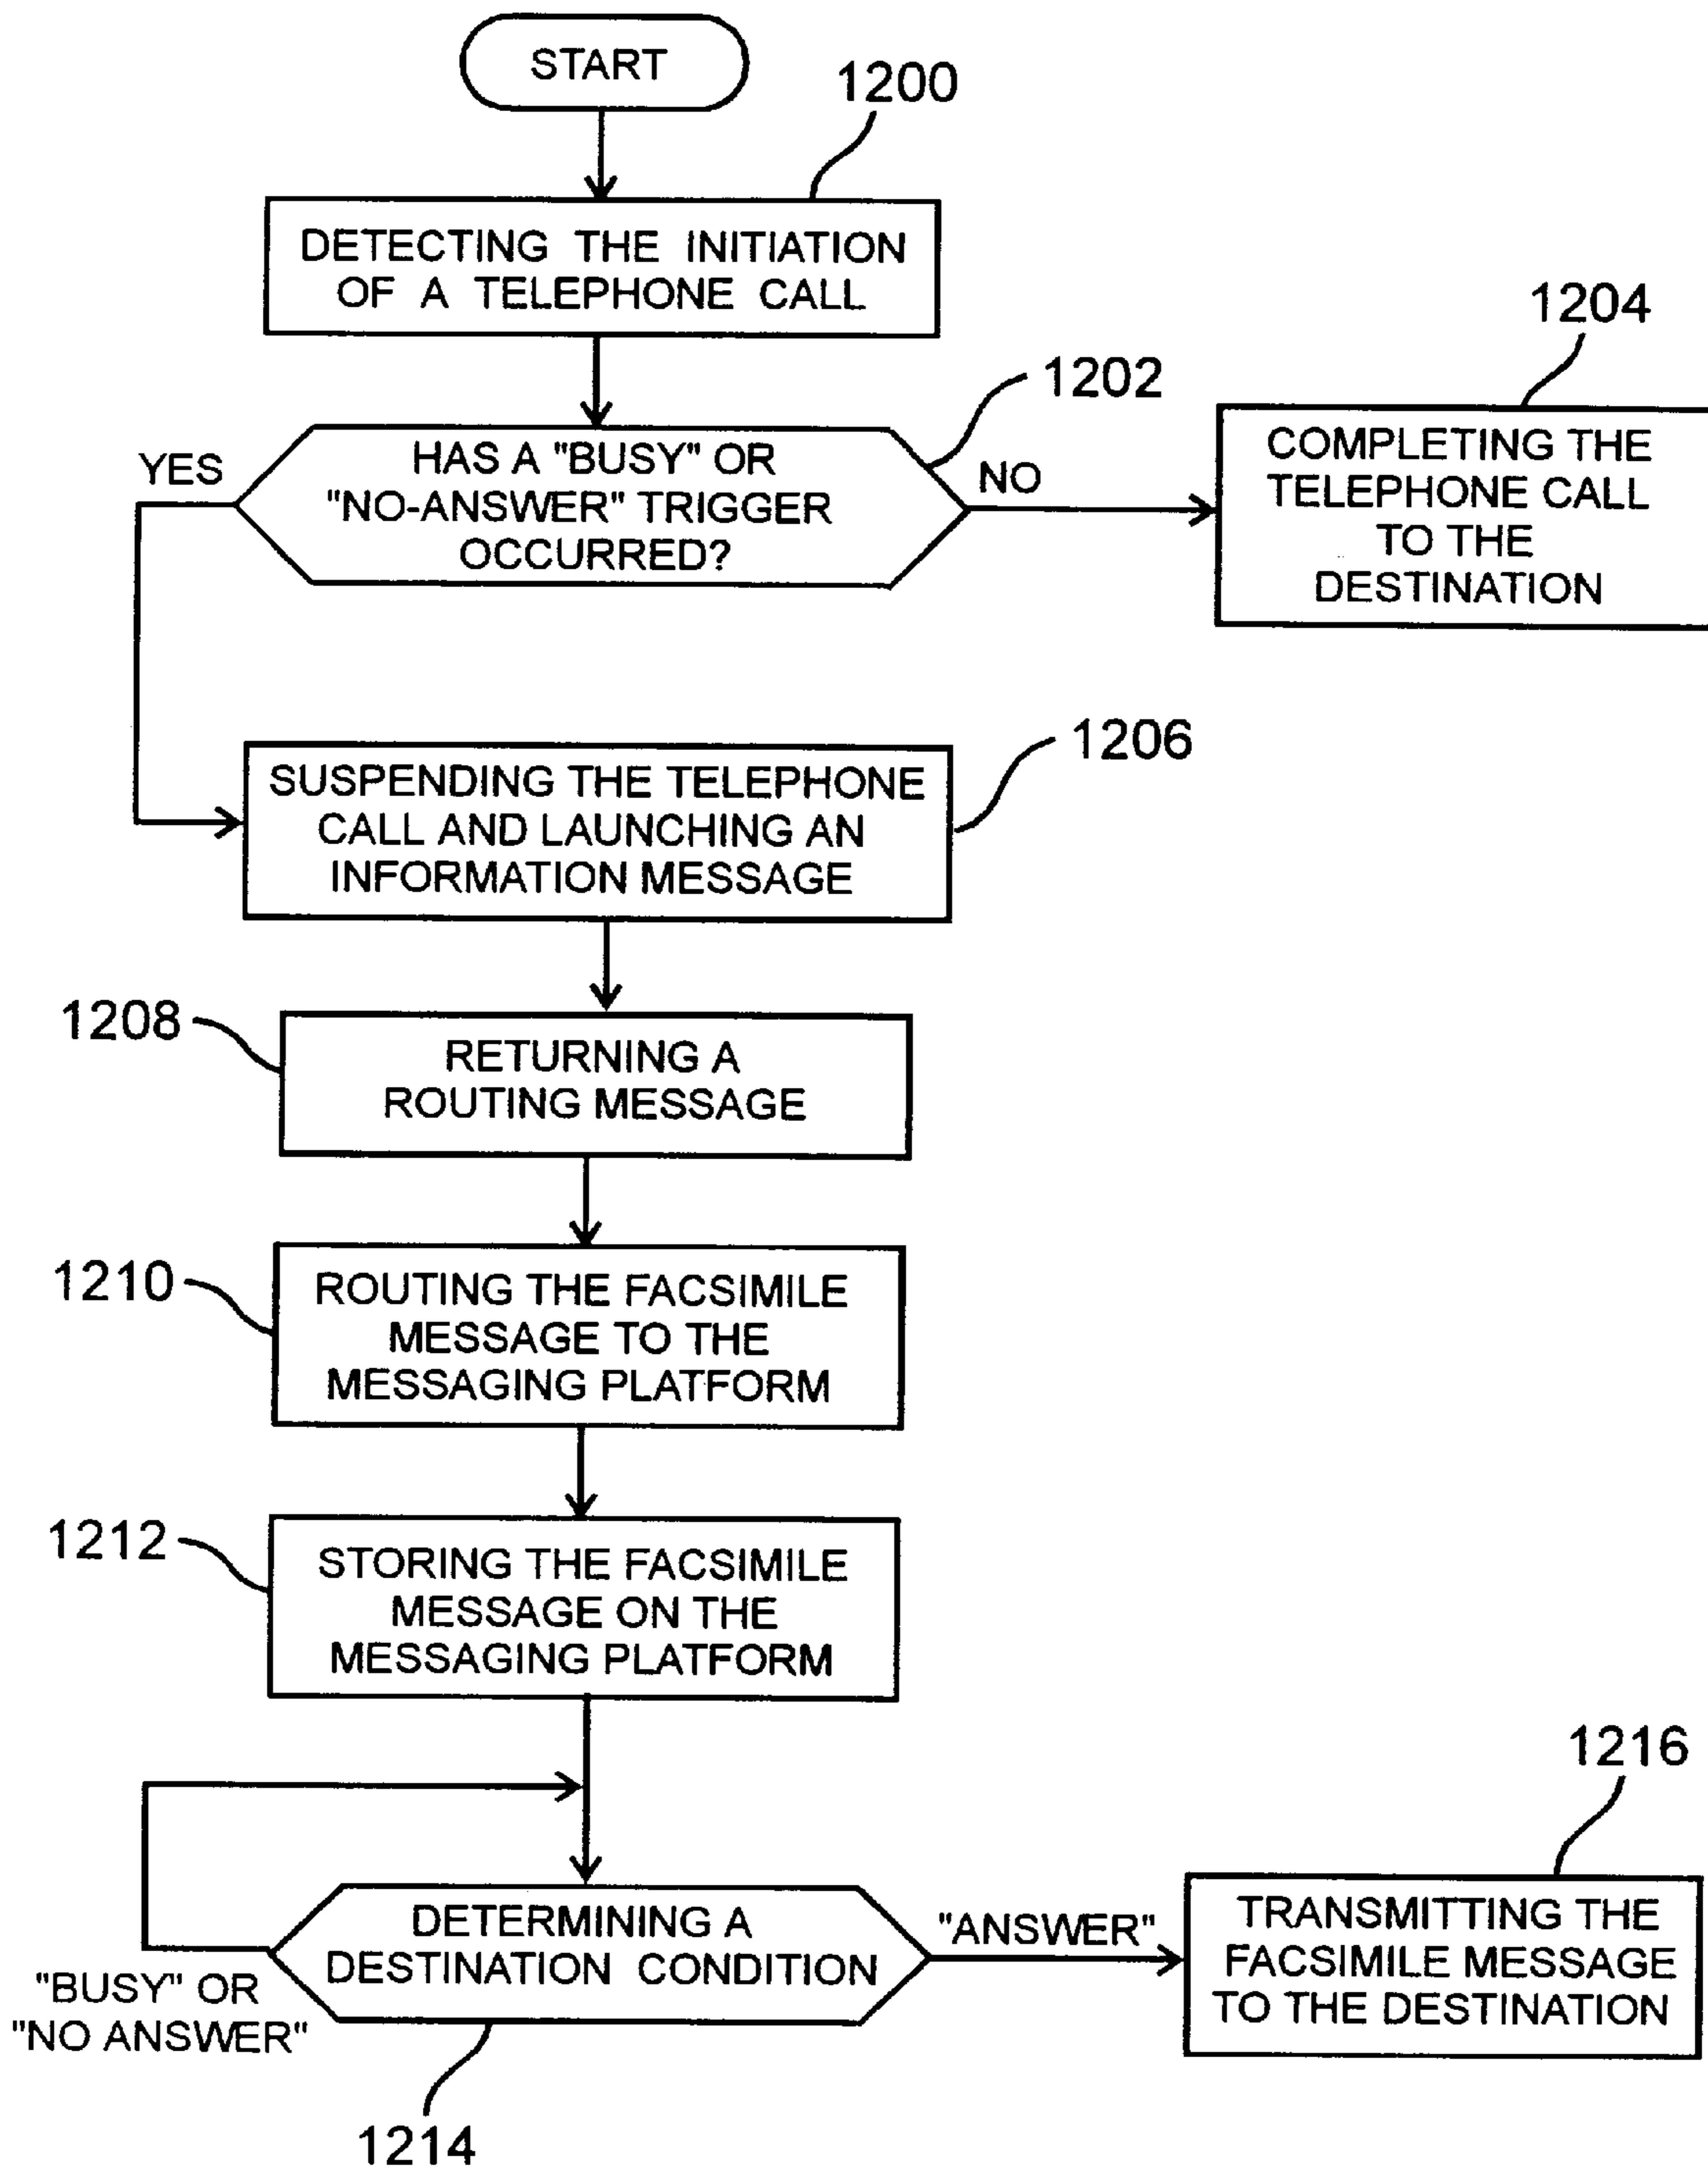 START
1200
DETECTING THE INITIATION
OF A TELEPHONE CALL
1204
1202
YES
HAS A "BUSY" OR
"NO-ANSWER" TRIGGER
OCCURRED?
NO
COMPLETING THE
TELEPHONE CALL
TO THE
DESTINATION
1206
SUSPENDING THE TELEPHONE
CALL AND LAUNCHING AN
INFORMATION MESSAGE
1208
RETURNING A
ROUTING MESSAGE
1210
ROUTING THE FACSIMILE
MESSAGE TO THE
MESSAGING PLATFORM
1212
STORING THE FACSIMILE
MESSAGE ON THE
MESSAGING PLATFORM
1216
DETERMINING A
DESTINATION CONDITION
"ANSWER"
TRANSMITTING THE
FACSIMILE MESSAGE
TO THE DESTINATION
"BUSY" OR
"NO ANSWER"
1214